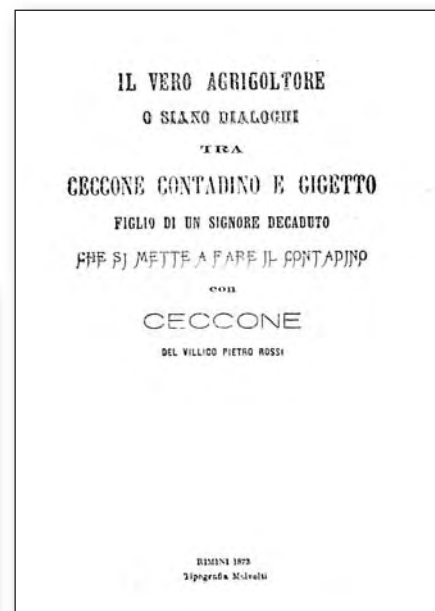 IL VERO AGRIGOLTORE
O SIANO DIALOGHI
TRA
CECCONE CONTADINO E GIGETTO
FIGLIO DI UN SIGNORE DECADUTO
CHE SI METTE A FARE IL CONTADINO
con
CECCONE
DEL VILLICO PIETRO ROSSI
RIMINI 1873
Tipografia Malvolti